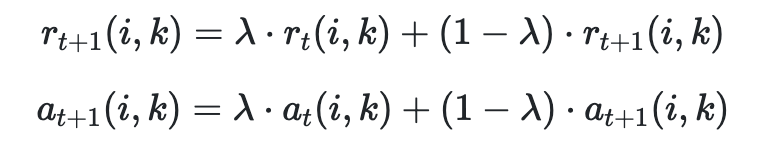 r_{t+1}(i, k) = λ · r_t(i, k) + (1 − λ) · r_{t+1}(i, k)
a_{t+1}(i, k) = λ · a_t(i, k) + (1 − λ) · a_{t+1}(i, k)